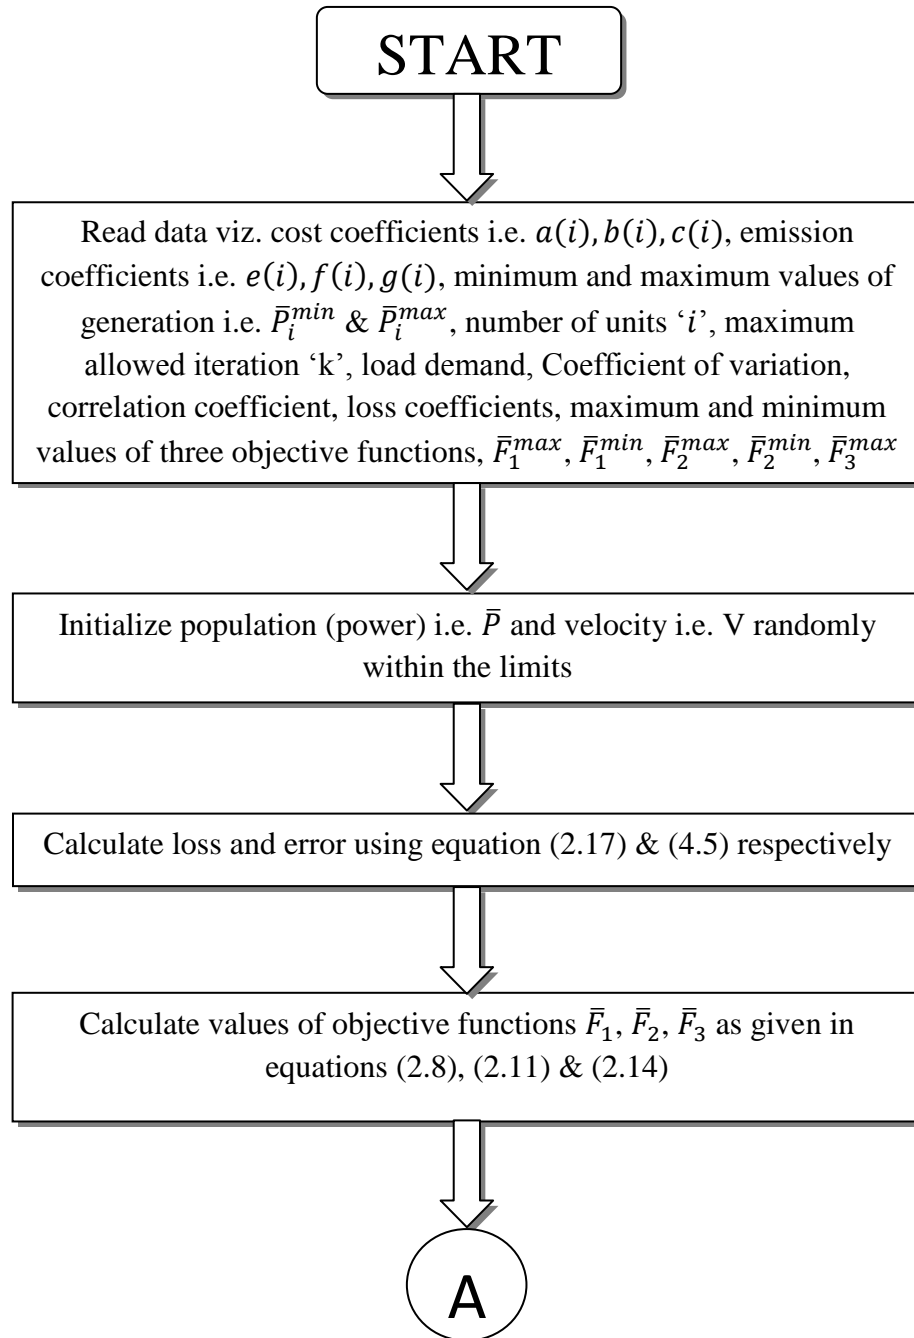 START
Read data viz. cost coefficients i.e. a(i), b(i), c(i), emission
coefficients i.e. e(i), f(i), g(i), minimum and maximum values of
generation i.e. P̄ᵢᵐⁱⁿ & P̄ᵢᵐᵃˣ, number of units ‘i’, maximum
allowed iteration ‘k’, load demand, Coefficient of variation,
correlation coefficient, loss coefficients, maximum and minimum
values of three objective functions, F̄₁ᵐᵃˣ, F̄₁ᵐⁱⁿ, F̄₂ᵐᵃˣ, F̄₂ᵐⁱⁿ, F̄₃ᵐᵃˣ
Initialize population (power) i.e. P̄ and velocity i.e. V randomly
within the limits
Calculate loss and error using equation (2.17) & (4.5) respectively
Calculate values of objective functions F̄₁, F̄₂, F̄₃ as given in
equations (2.8), (2.11) & (2.14)
A